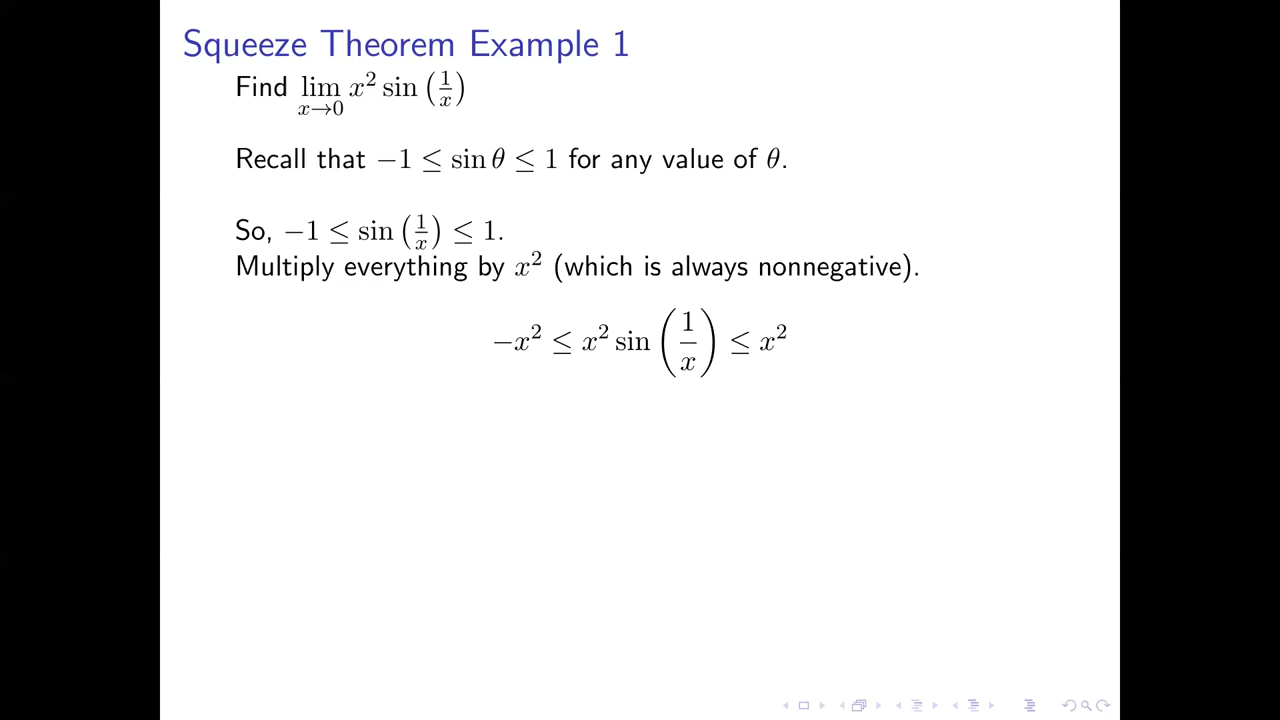 Squeeze Theorem Example 1
Find lim x→0 x² sin (1/x)
Recall that −1 ≤ sin θ ≤ 1 for any value of θ.
So, −1 ≤ sin (1/x) ≤ 1.
Multiply everything by x² (which is always nonnegative).
−x² ≤ x² sin (1/x) ≤ x²